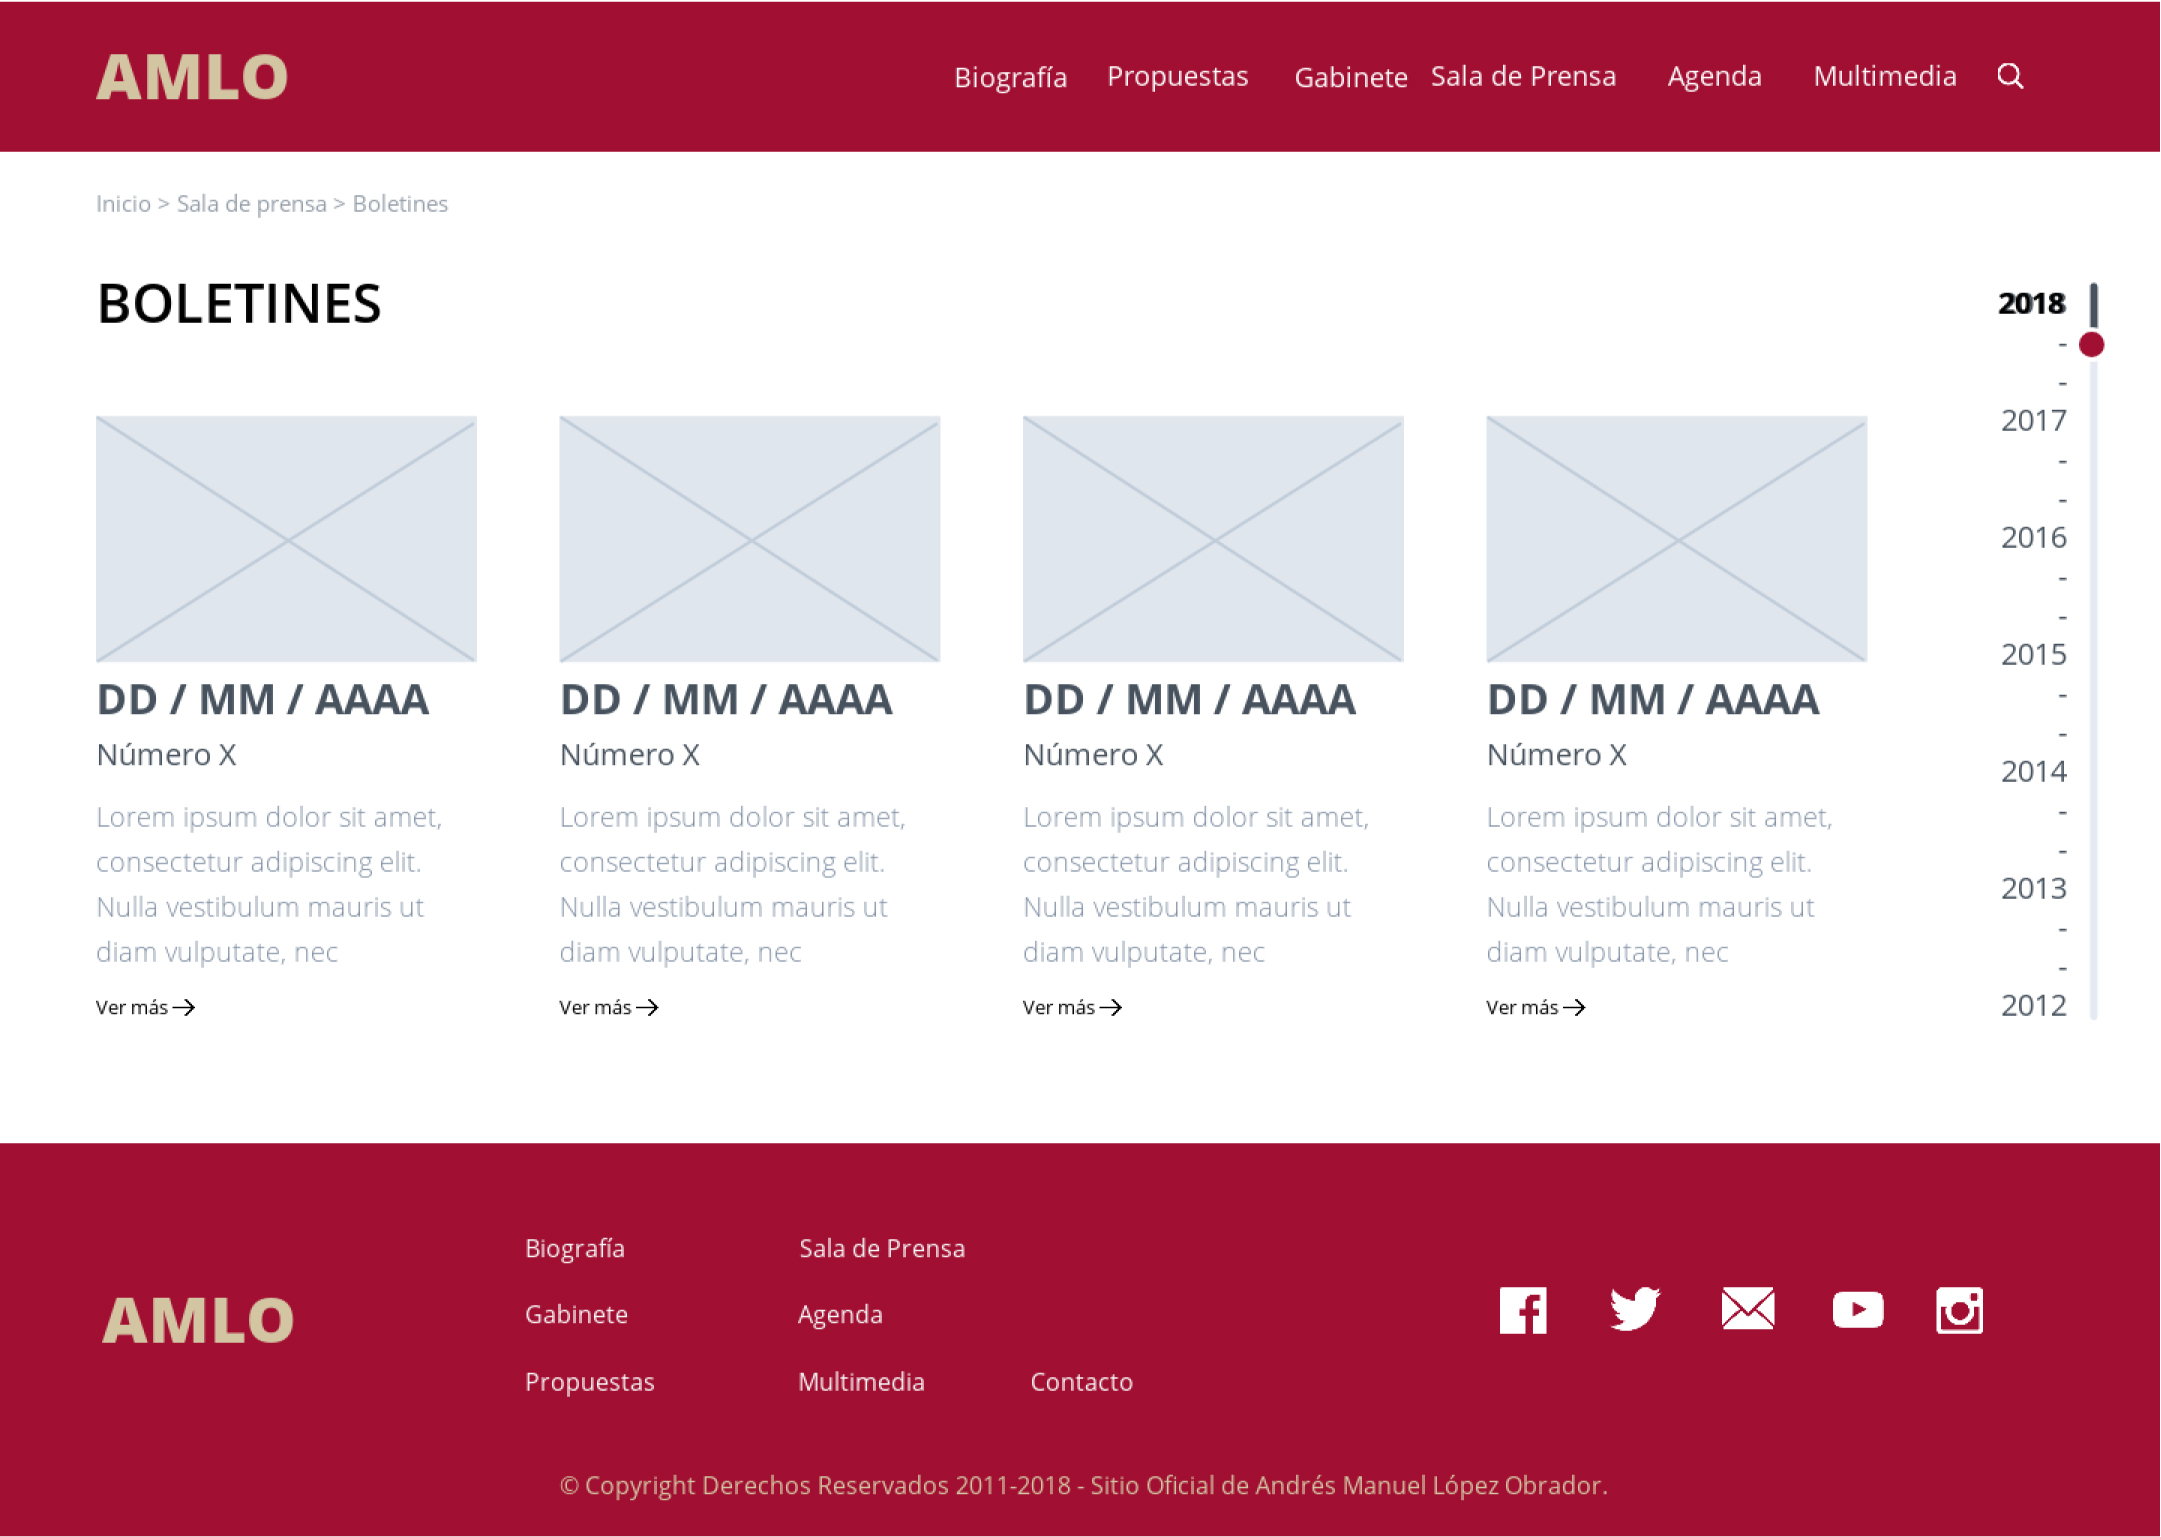 AMLO
Biografía Propuestas Gabinete Sala de Prensa Agenda Multimedia
Inicio > Sala de prensa > Boletines
BOLETINES
DD / MM / AAAA
Número X
Lorem ipsum dolor sit amet,
consectetur adipiscing elit.
Nulla vestibulum mauris ut
diam vulputate, nec
Ver más
DD / MM / AAAA
Número X
Lorem ipsum dolor sit amet,
consectetur adipiscing elit.
Nulla vestibulum mauris ut
diam vulputate, nec
Ver más
DD / MM / AAAA
Número X
Lorem ipsum dolor sit amet,
consectetur adipiscing elit.
Nulla vestibulum mauris ut
diam vulputate, nec
Ver más
DD / MM / AAAA
Número X
Lorem ipsum dolor sit amet,
consectetur adipiscing elit.
Nulla vestibulum mauris ut
diam vulputate, nec
Ver más
2018
-
-
2017
-
-
2016
-
-
2015
-
-
2014
-
-
2013
-
-
2012
AMLO
Biografía
Gabinete
Propuestas
Sala de Prensa
Agenda
Multimedia
Contacto
© Copyright Derechos Reservados 2011-2018 - Sitio Oficial de Andrés Manuel López Obrador.